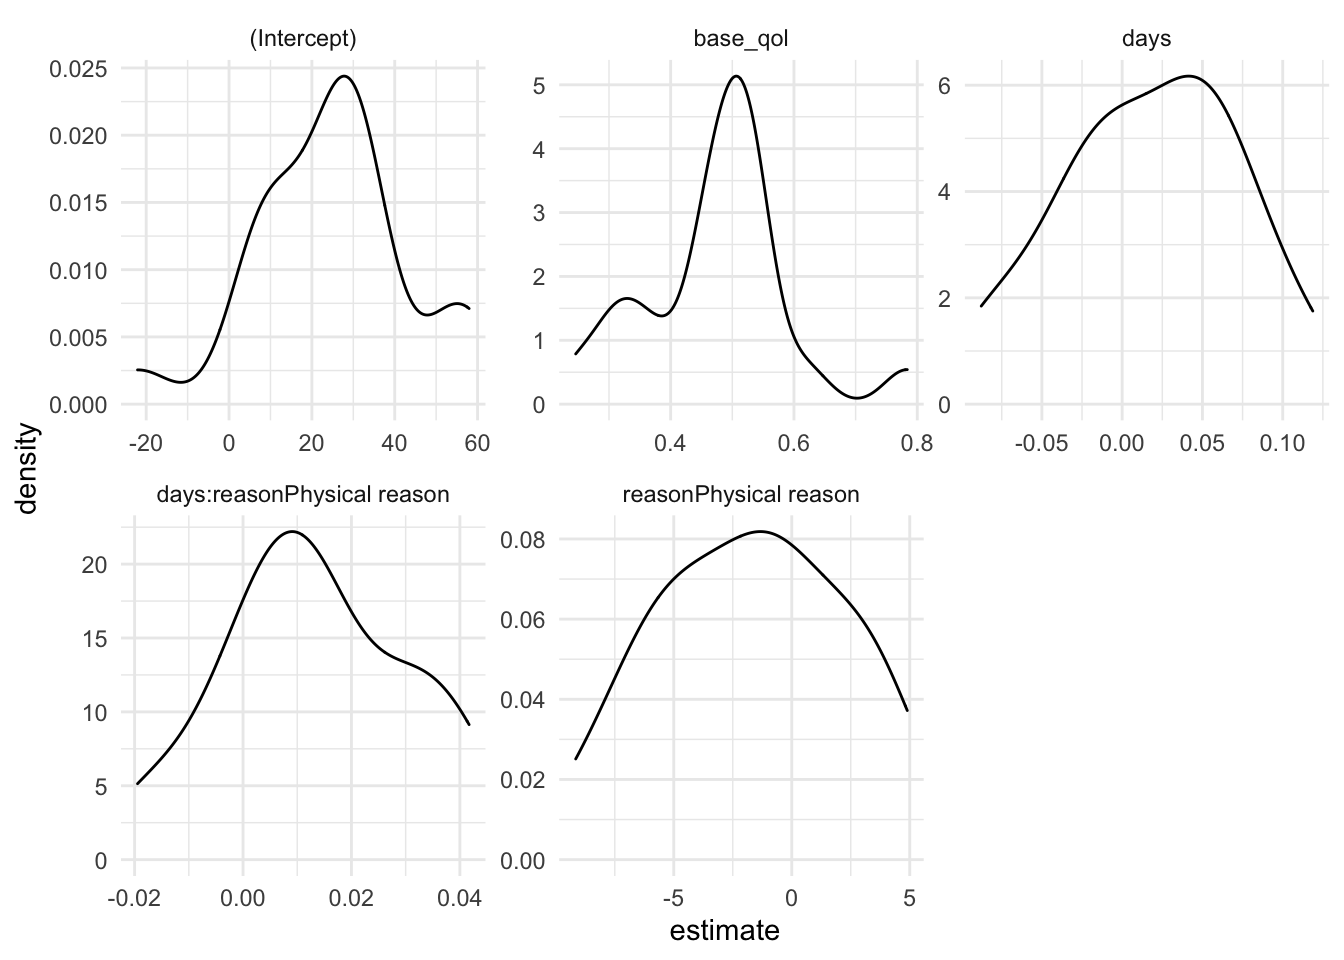 (Intercept)
base_qol
days
0.025
0.020
0.015
0.010
0.005
0.000
-20 0 20 40 60
5
4
3
2
1
0
0.4 0.6 0.8
6
4
2
0
-0.05 0.00 0.05 0.10
density
days:reasonPhysical reason
reasonPhysical reason
20
15
10
5
0
-0.02 0.00 0.02 0.04
0.08
0.06
0.04
0.02
0.00
-5 0 5
estimate